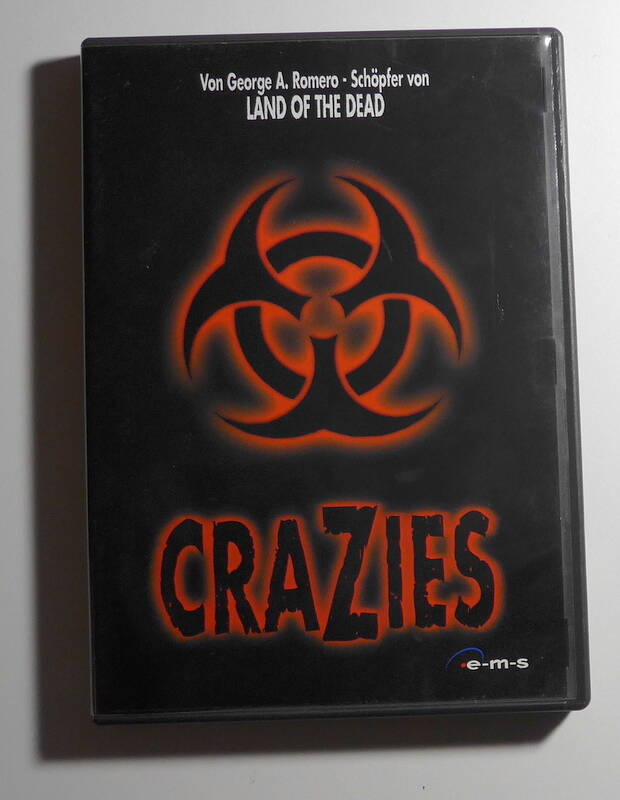 Von George A. Romero - Schöpfer von
LAND OF THE DEAD
CRAZIES
e-m-s